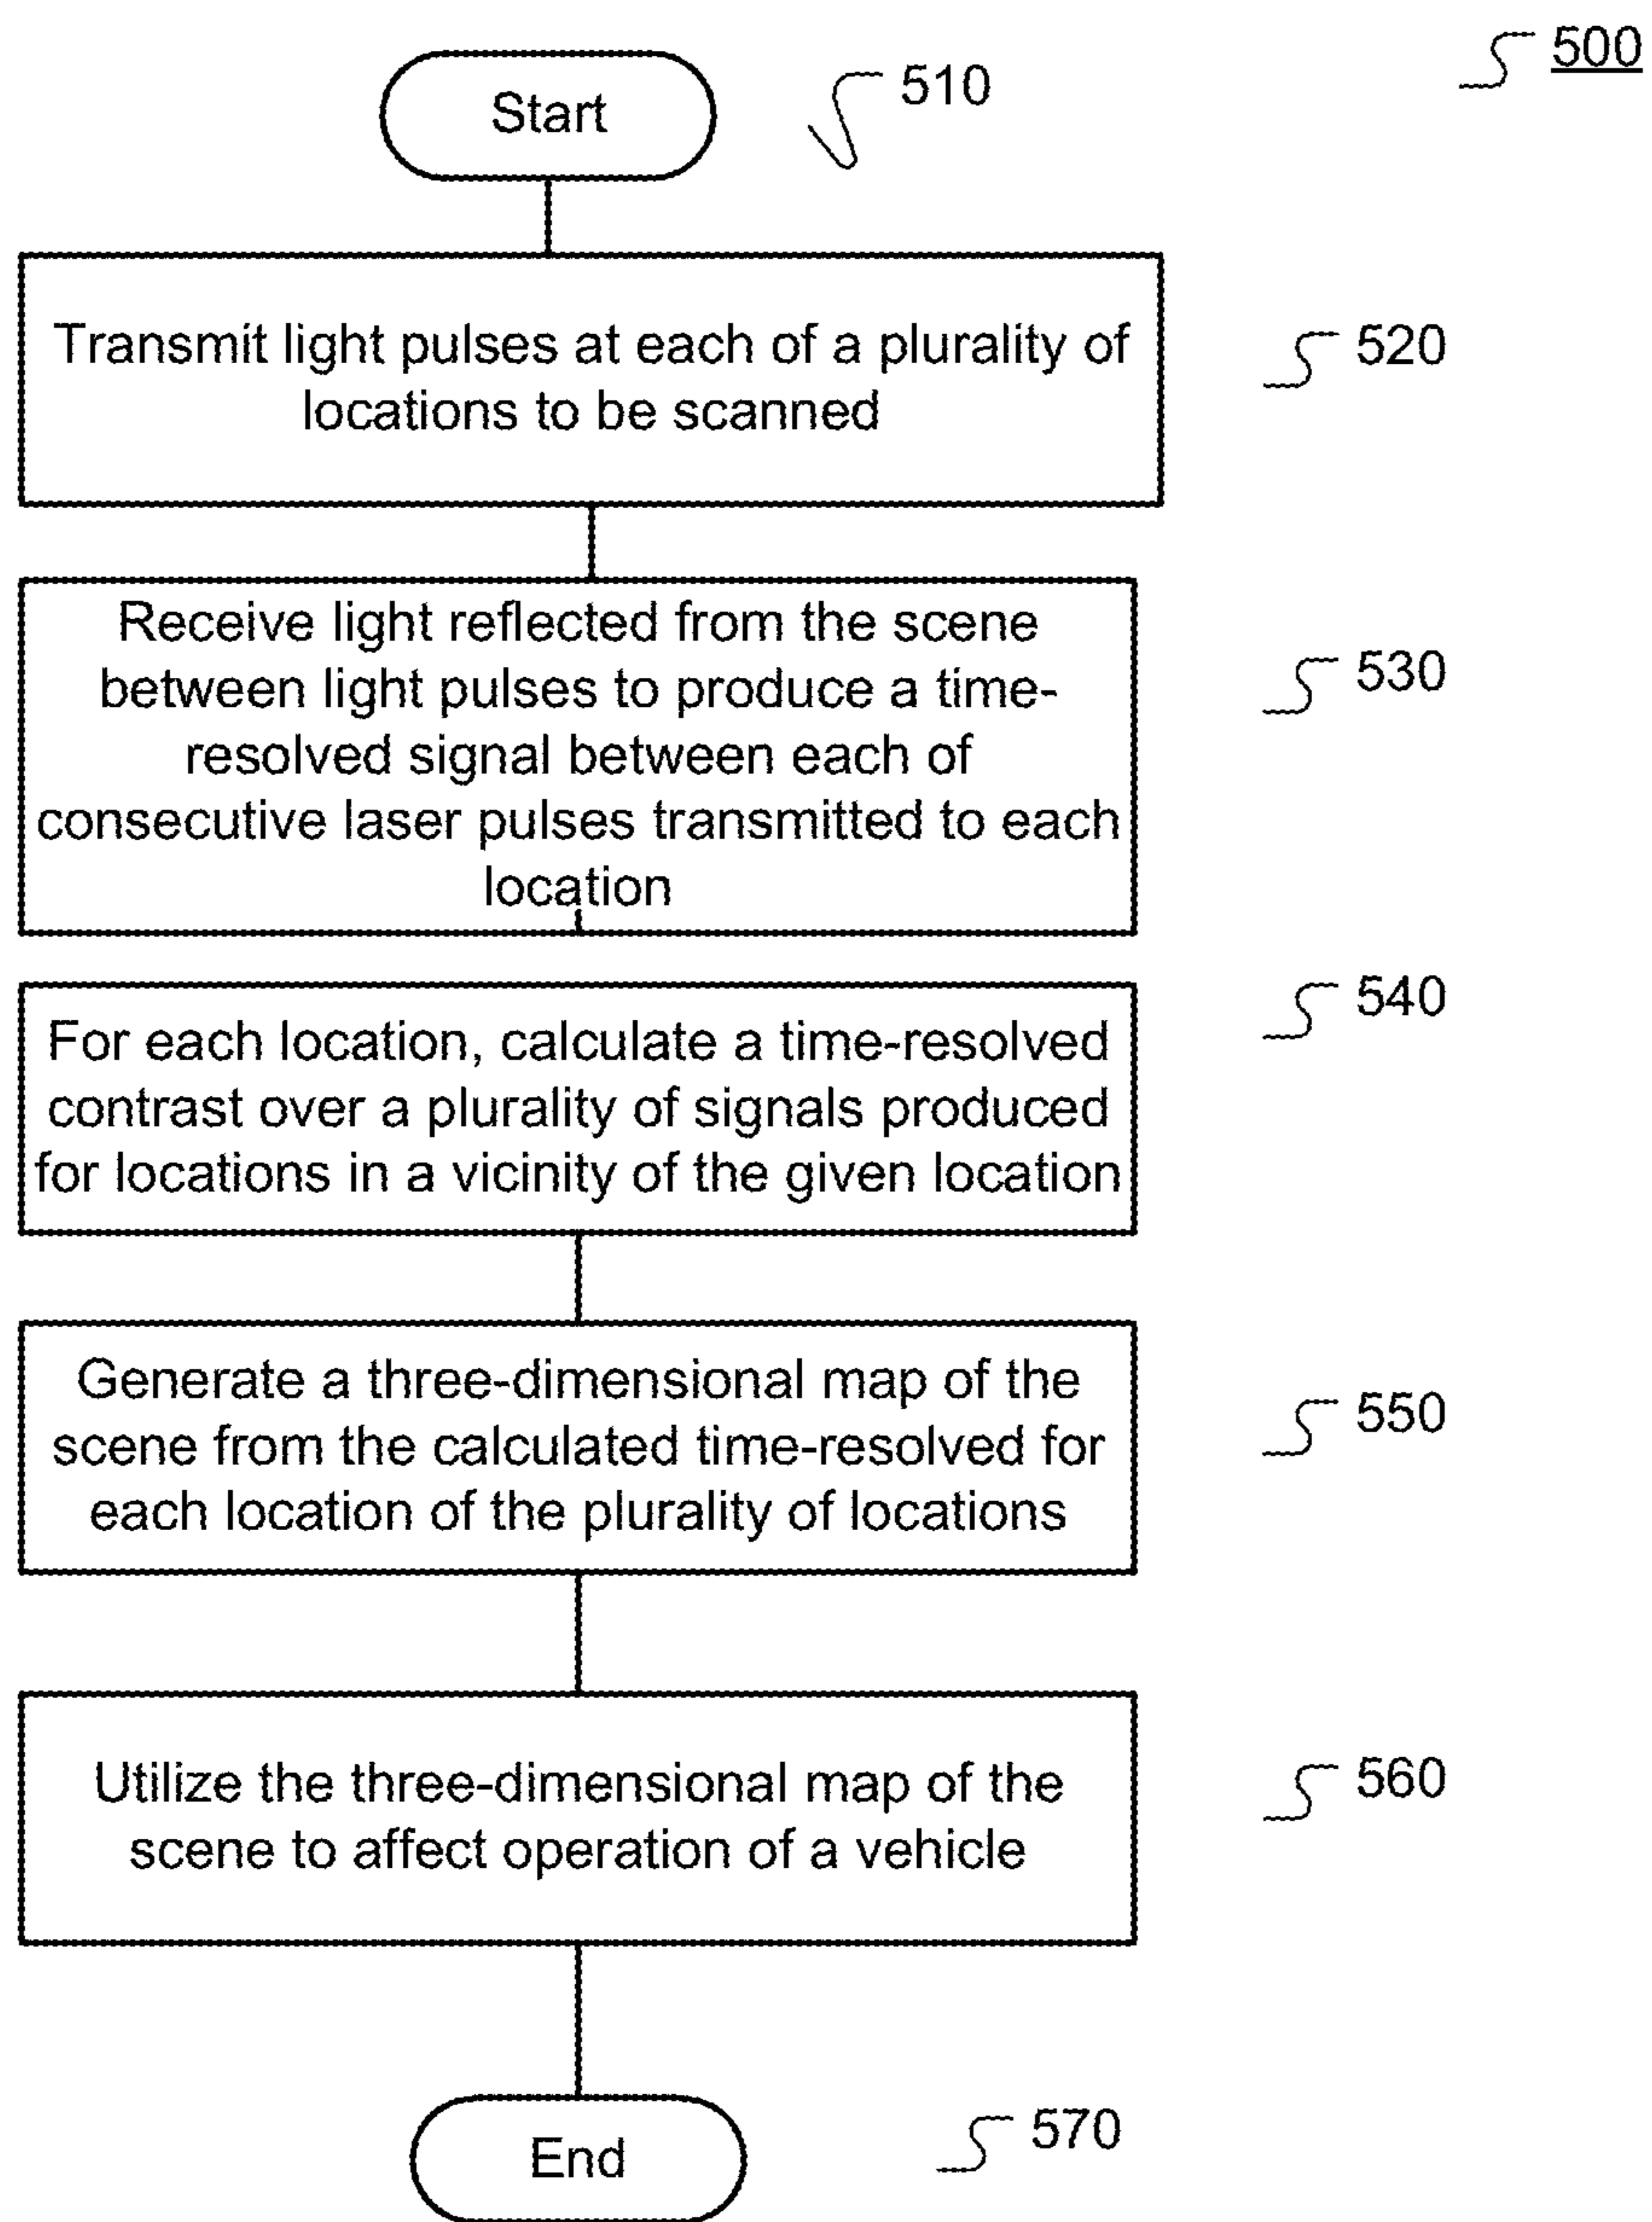 500
Start
510
Transmit light pulses at each of a plurality of
locations to be scanned
520
Receive light reflected from the scene
between light pulses to produce a time-
resolved signal between each of
consecutive laser pulses transmitted to each
location
530
For each location, calculate a time-resolved
contrast over a plurality of signals produced
for locations in a vicinity of the given location
540
Generate a three-dimensional map of the
scene from the calculated time-resolved for
each location of the plurality of locations
550
Utilize the three-dimensional map of the
scene to affect operation of a vehicle
560
End
570